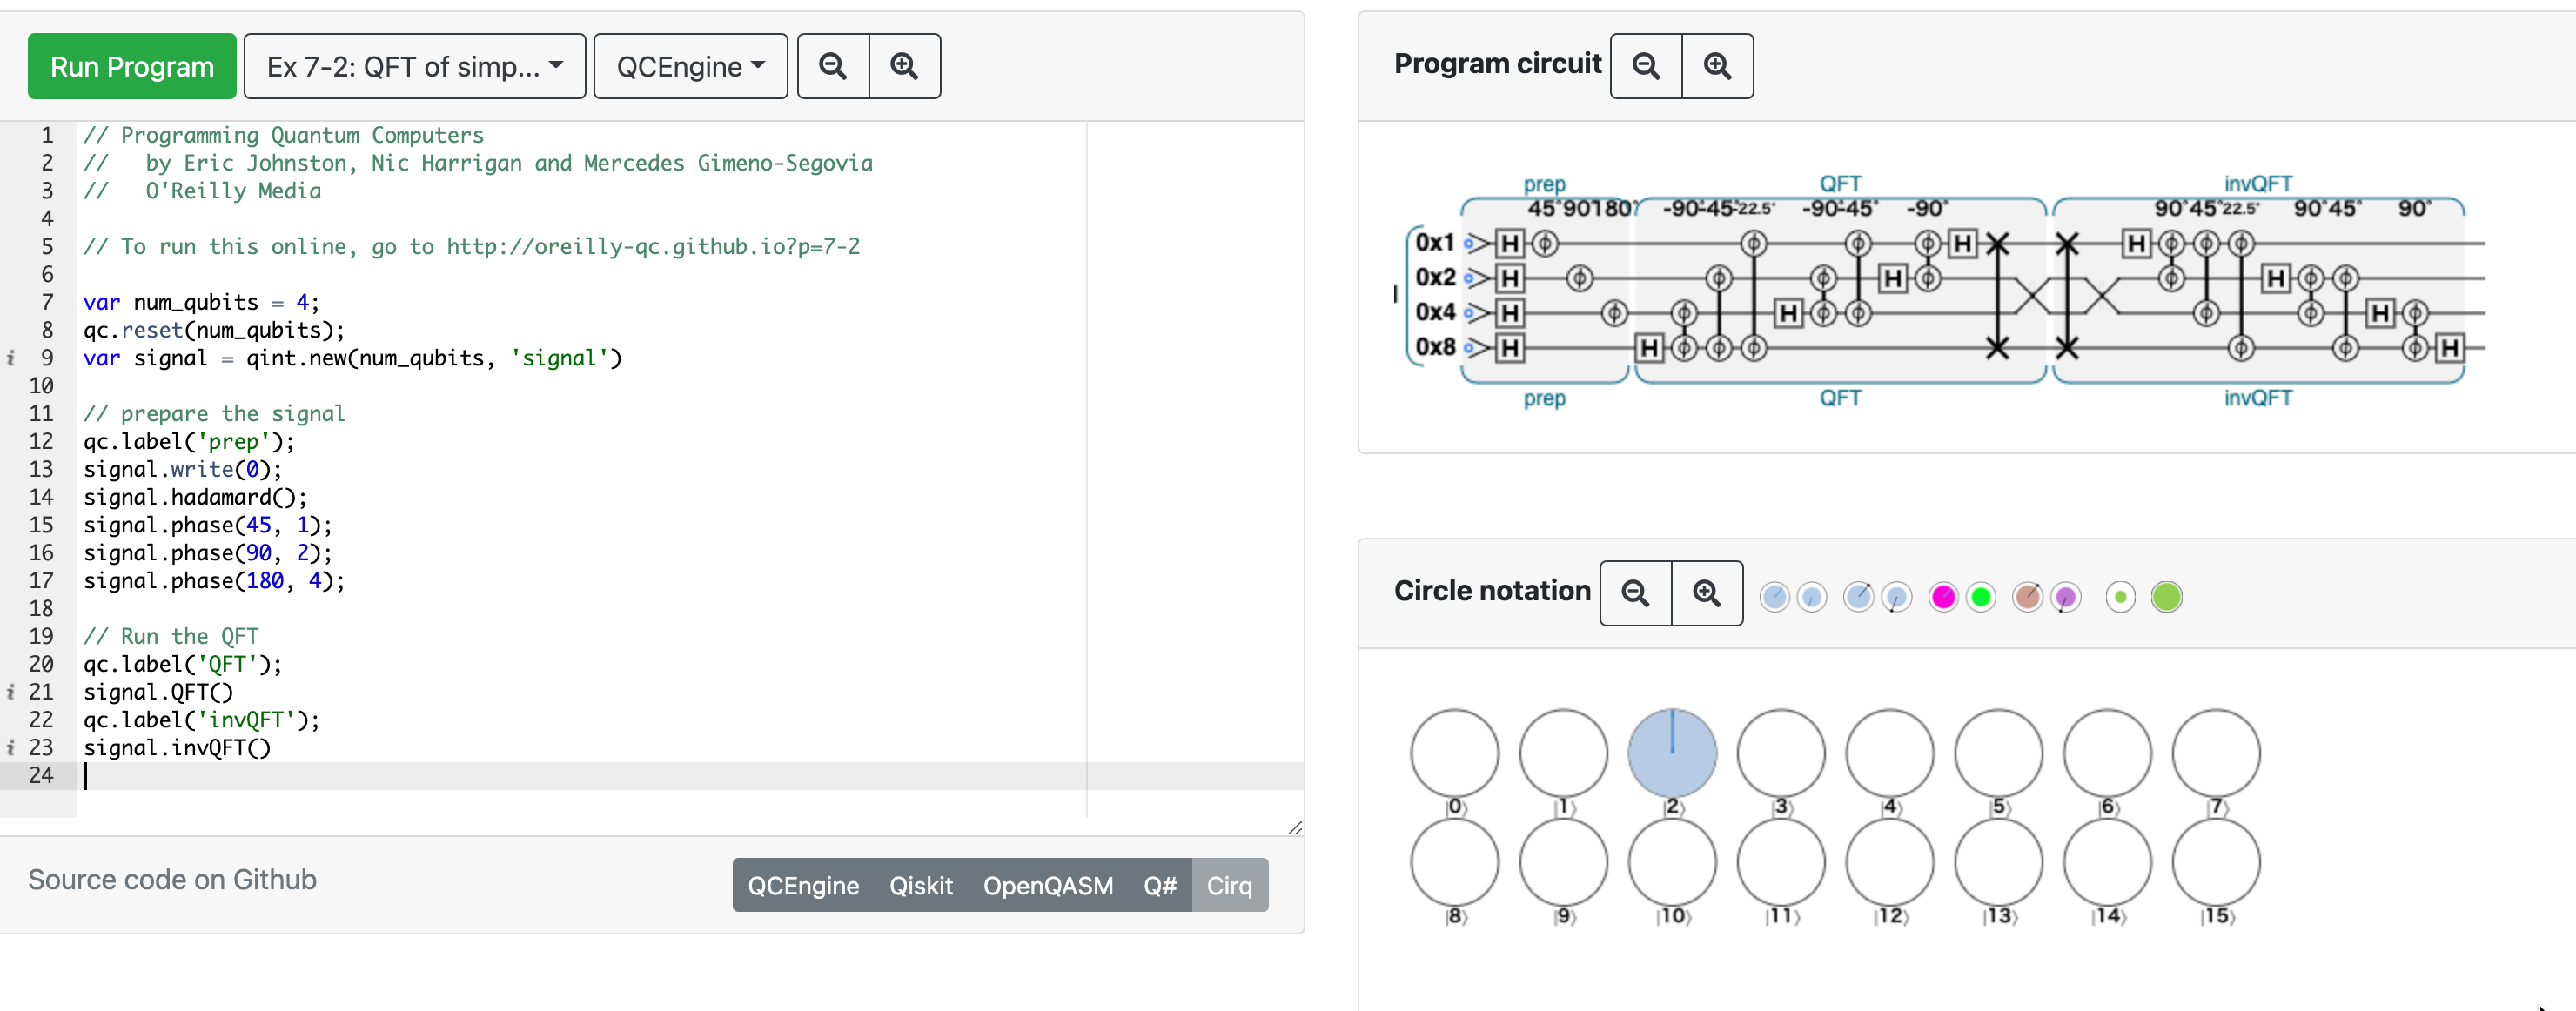 Run Program
Ex 7-2: QFT of simp...
QCEngine
1 // Programming Quantum Computers
2 //   by Eric Johnston, Nic Harrigan and Mercedes Gimeno-Segovia
3 //   O'Reilly Media
4
5 // To run this online, go to http://oreilly-qc.github.io?p=7-2
6
7 var num_qubits = 4;
8 qc.reset(num_qubits);
i 9 var signal = qint.new(num_qubits, 'signal')
10
11 // prepare the signal
12 qc.label('prep');
13 signal.write(0);
14 signal.hadamard();
15 signal.phase(45, 1);
16 signal.phase(90, 2);
17 signal.phase(180, 4);
18
19 // Run the QFT
20 qc.label('QFT');
i 21 signal.QFT()
22 qc.label('invQFT');
i 23 signal.invQFT()
24
Source code on Github
QCEngine Qiskit OpenQASM Q# Cirq
Program circuit
prep QFT invQFT
45°90°180° -90°-45°-22.5° -90°-45° -90° 90°45°22.5° 90°45° 90°
0x1 H H H
0x2 H H H
0x4 H H H
0x8 H H H
prep QFT invQFT
Circle notation
|0⟩ |1⟩ |2⟩ |3⟩ |4⟩ |5⟩ |6⟩ |7⟩
|8⟩ |9⟩ |10⟩ |11⟩ |12⟩ |13⟩ |14⟩ |15⟩